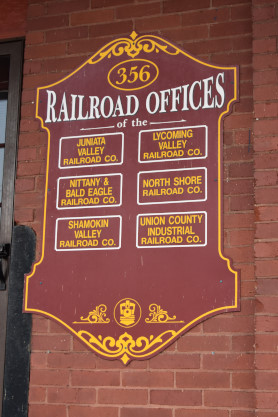 356
RAILROAD OFFICES
of the
JUNIATA
VALLEY
RAILROAD CO.
LYCOMING
VALLEY
RAILROAD CO.
NITTANY &
BALD EAGLE
RAILROAD CO.
NORTH SHORE
RAILROAD CO.
SHAMOKIN
VALLEY
RAILROAD CO.
UNION COUNTY
INDUSTRIAL
RAILROAD CO.